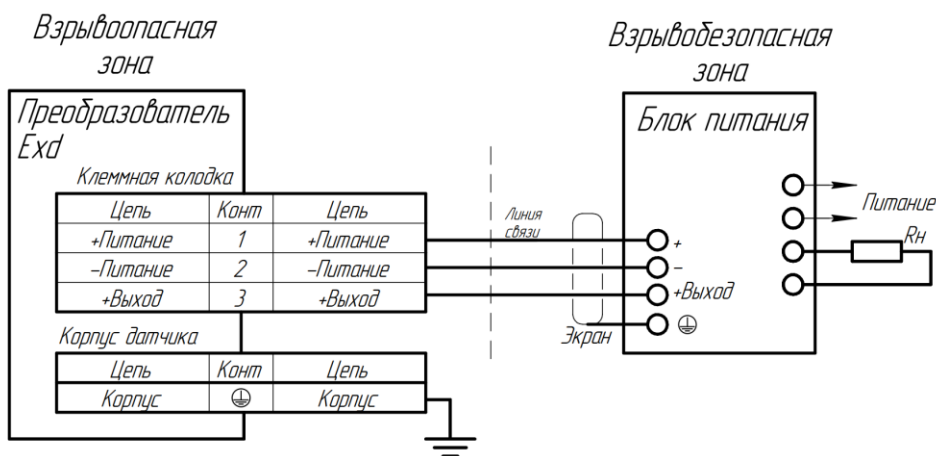 Взрывоопасная
зона
Взрывобезопасная
зона
Преобразователь
Exd
Клеммная колодка
Цепь Конт Цепь
+Питание 1 +Питание
-Питание 2 -Питание
+Выход 3 +Выход
Корпус датчика
Цепь Конт Цепь
Корпус Корпус
Линия
связи
Экран
Блок питания
+
-
+Выход
Питание
Rн